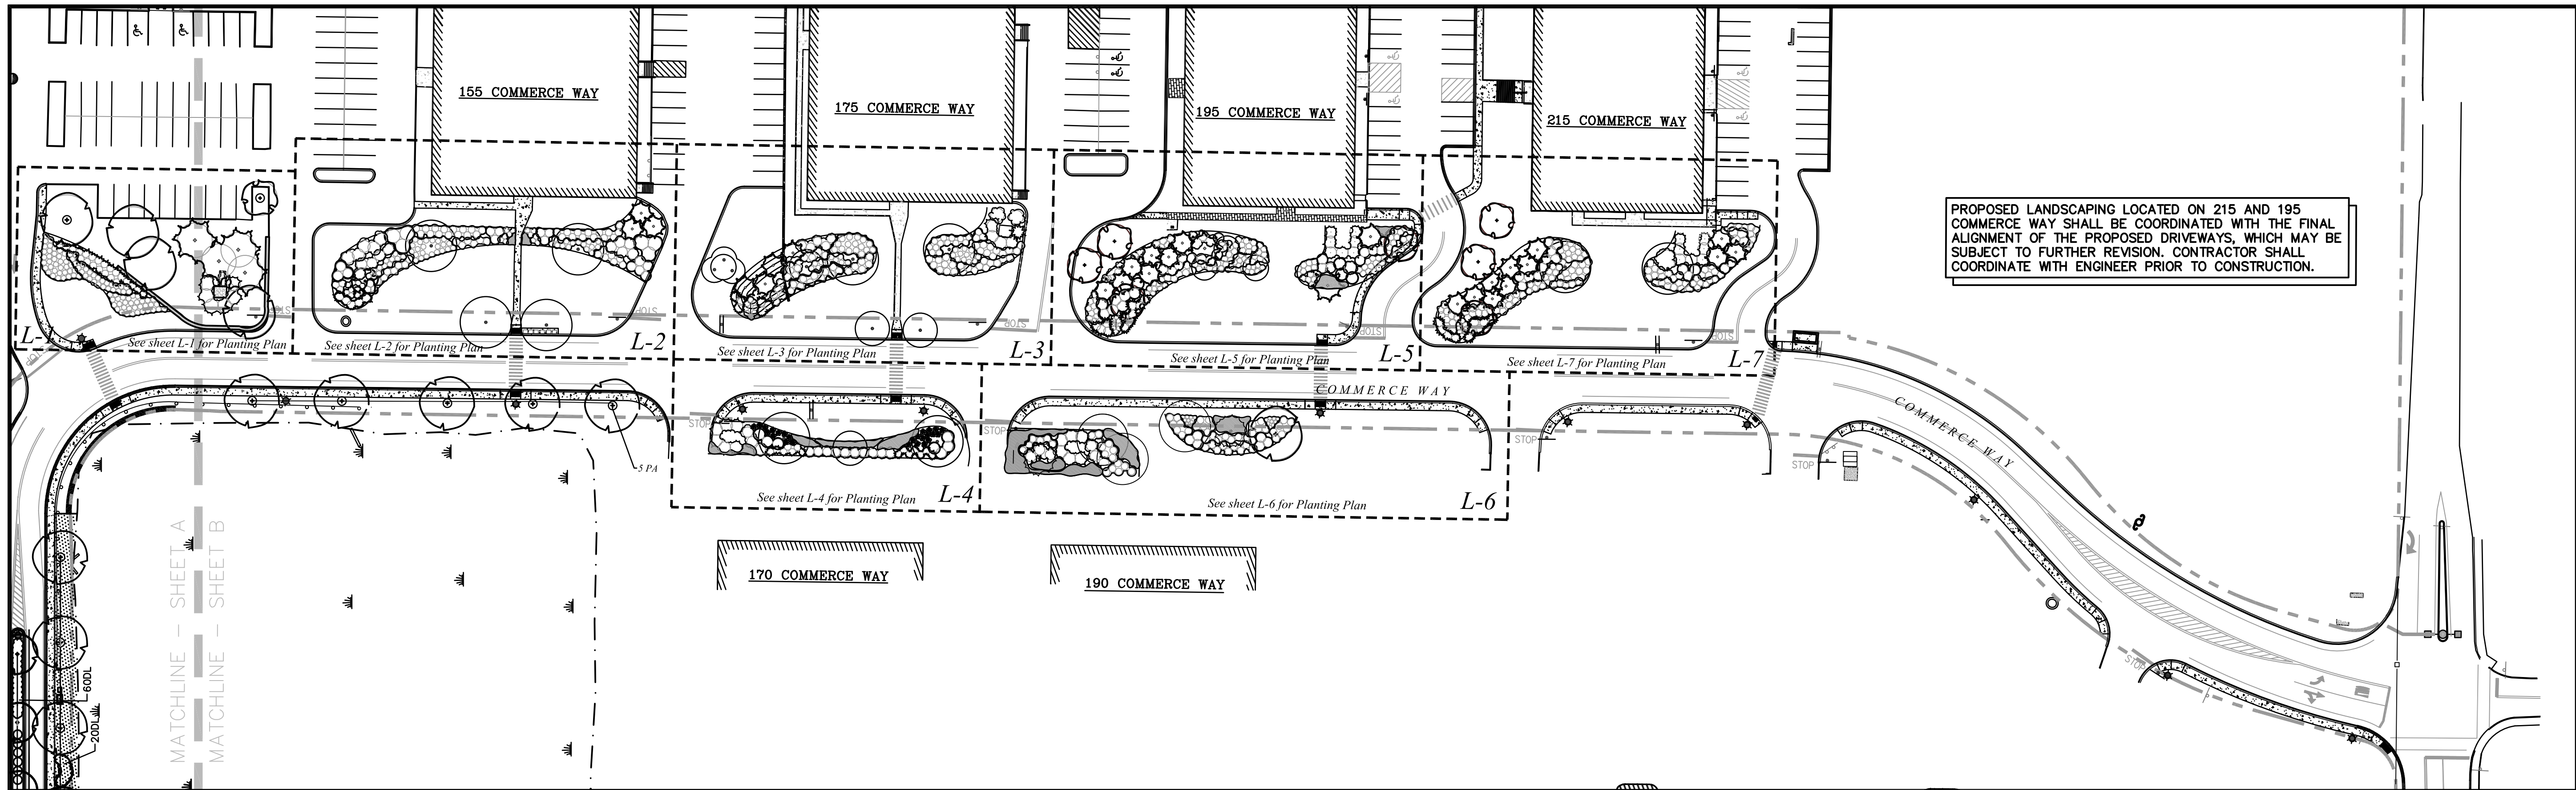 155 COMMERCE WAY
175 COMMERCE WAY
195 COMMERCE WAY
215 COMMERCE WAY
PROPOSED LANDSCAPING LOCATED ON 215 AND 195
COMMERCE WAY SHALL BE COORDINATED WITH THE FINAL
ALIGNMENT OF THE PROPOSED DRIVEWAYS, WHICH MAY BE
SUBJECT TO FURTHER REVISION. CONTRACTOR SHALL
COORDINATE WITH ENGINEER PRIOR TO CONSTRUCTION.
STOP
STOP
STOP
STOP
STOP
L-
See sheet L-1 for Planting Plan
See sheet L-2 for Planting Plan
L-2
See sheet L-3 for Planting Plan
L-3
See sheet L-5 for Planting Plan
L-5
See sheet L-7 for Planting Plan
L-7
COMMERCE WAY
COMMERCE WAY
STOP
STOP
STOP
STOP
STOP
5 PA
See sheet L-4 for Planting Plan
L-4
See sheet L-6 for Planting Plan
L-6
170 COMMERCE WAY
190 COMMERCE WAY
MATCHLINE - SHEET A
MATCHLINE - SHEET B
60DL
200DL